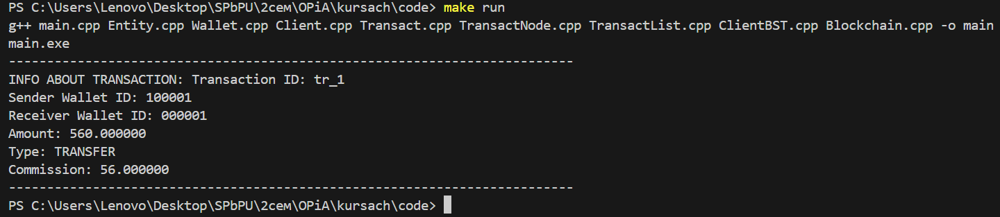 PS C:\Users\Lenovo\Desktop\SPbPU\2сем\OPiA\kursach\code> make run
g++ main.cpp Entity.cpp Wallet.cpp Client.cpp Transact.cpp TransactNode.cpp TransactList.cpp ClientBST.cpp Blockchain.cpp -o main
main.exe
--------------------------------------------------------------------------
INFO ABOUT TRANSACTION: Transaction ID: tr_1
Sender Wallet ID: 100001
Receiver Wallet ID: 000001
Amount: 560.000000
Type: TRANSFER
Commission: 56.000000
--------------------------------------------------------------------------
PS C:\Users\Lenovo\Desktop\SPbPU\2сем\OPiA\kursach\code>